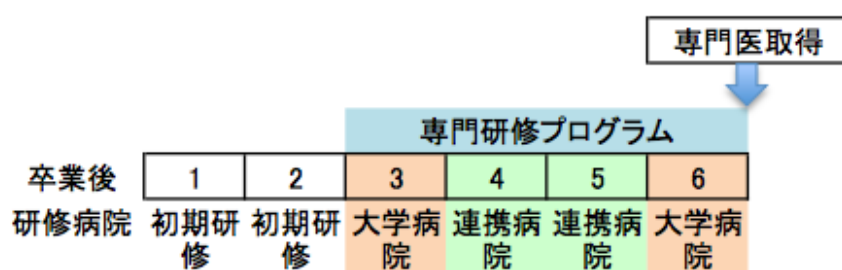 専門医取得
専門研修プログラム
卒業後 1 2 3 4 5 6
研修病院 初期研修 初期研修 大学病院 連携病院 連携病院 大学病院